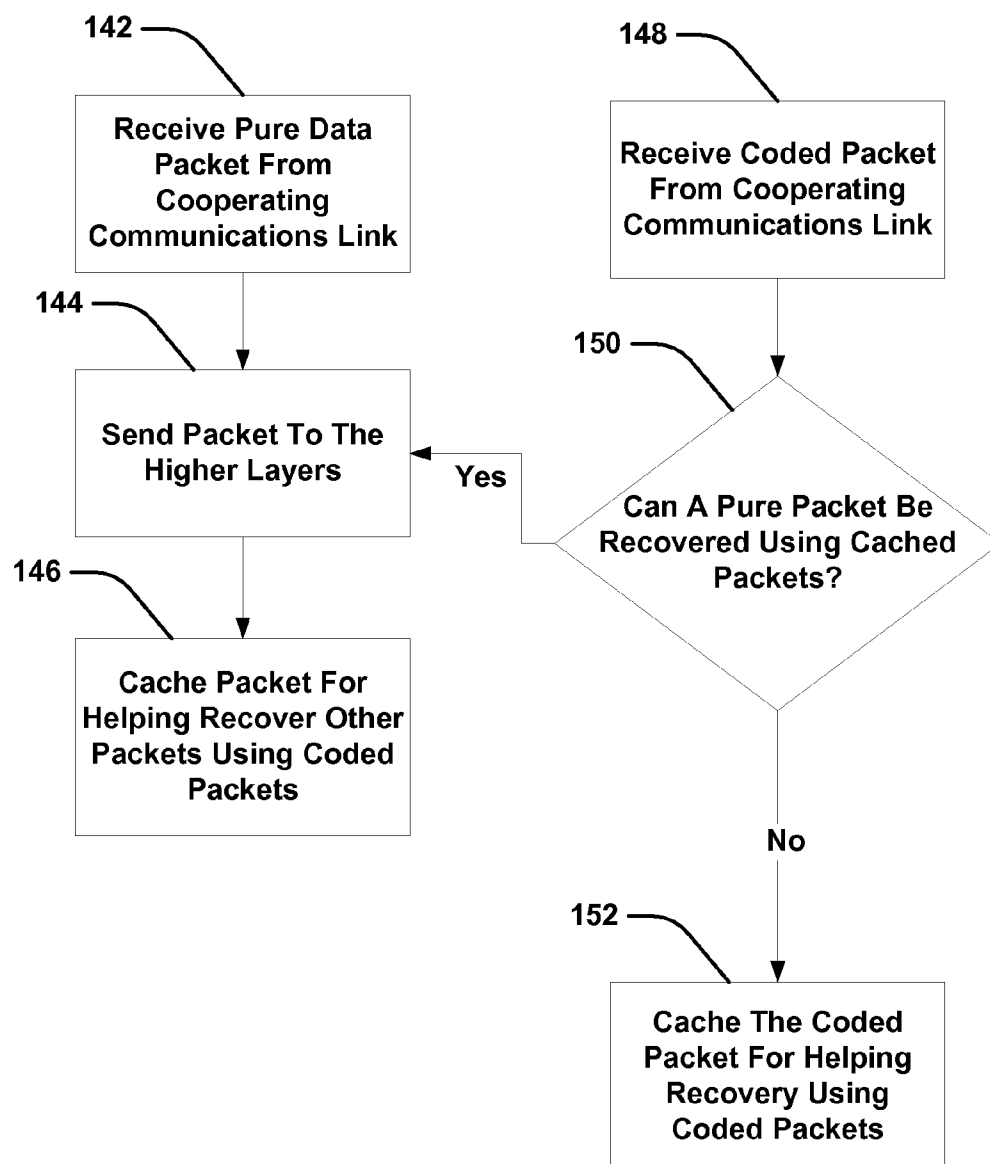 142
Receive Pure Data
Packet From
Cooperating
Communications Link
144
Send Packet To The
Higher Layers
146
Cache Packet For
Helping Recover Other
Packets Using Coded
Packets
148
Receive Coded Packet
From Cooperating
Communications Link
150
Can A Pure Packet Be
Recovered Using Cached
Packets?
Yes
No
152
Cache The Coded
Packet For Helping
Recovery Using
Coded Packets